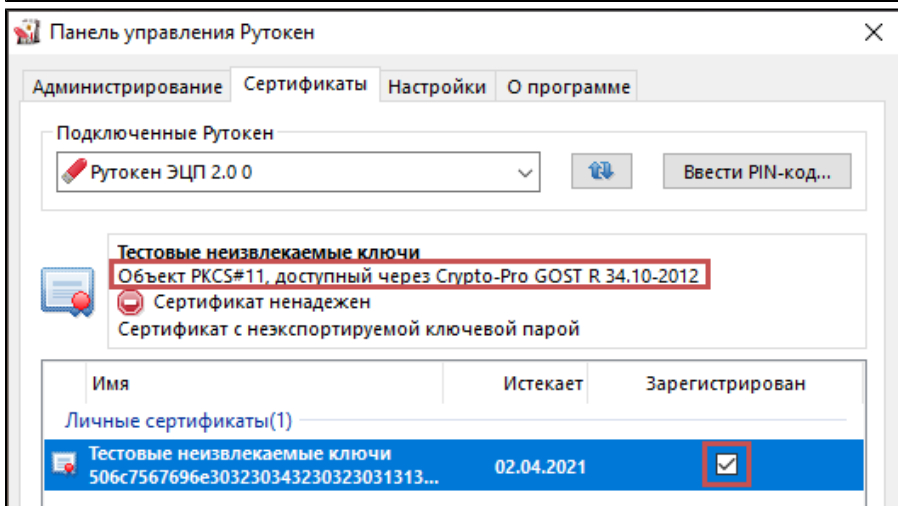 Панель управления Рутокен
Администрирование Сертификаты Настройки О программе
Подключенные Рутокен
Рутокен ЭЦП 2.0 0 Ввести PIN-код...
Тестовые неизвлекаемые ключи
Объект PKCS#11, доступный через Crypto-Pro GOST R 34.10-2012
Сертификат ненадежен
Сертификат с неэкспортируемой ключевой парой
Имя Истекает Зарегистрирован
Личные сертификаты(1)
Тестовые неизвлекаемые ключи
506c7567696e3032303432303230323031313... 02.04.2021